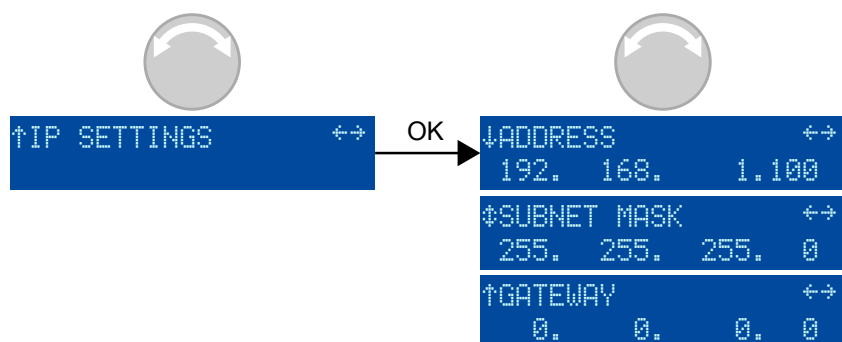 ↑IP SETTINGS ←→
OK
↓ADDRESS ←→
192. 168. 1.100
↕SUBNET MASK ←→
255. 255. 255. 0
↑GATEWAY ←→
0. 0. 0. 0